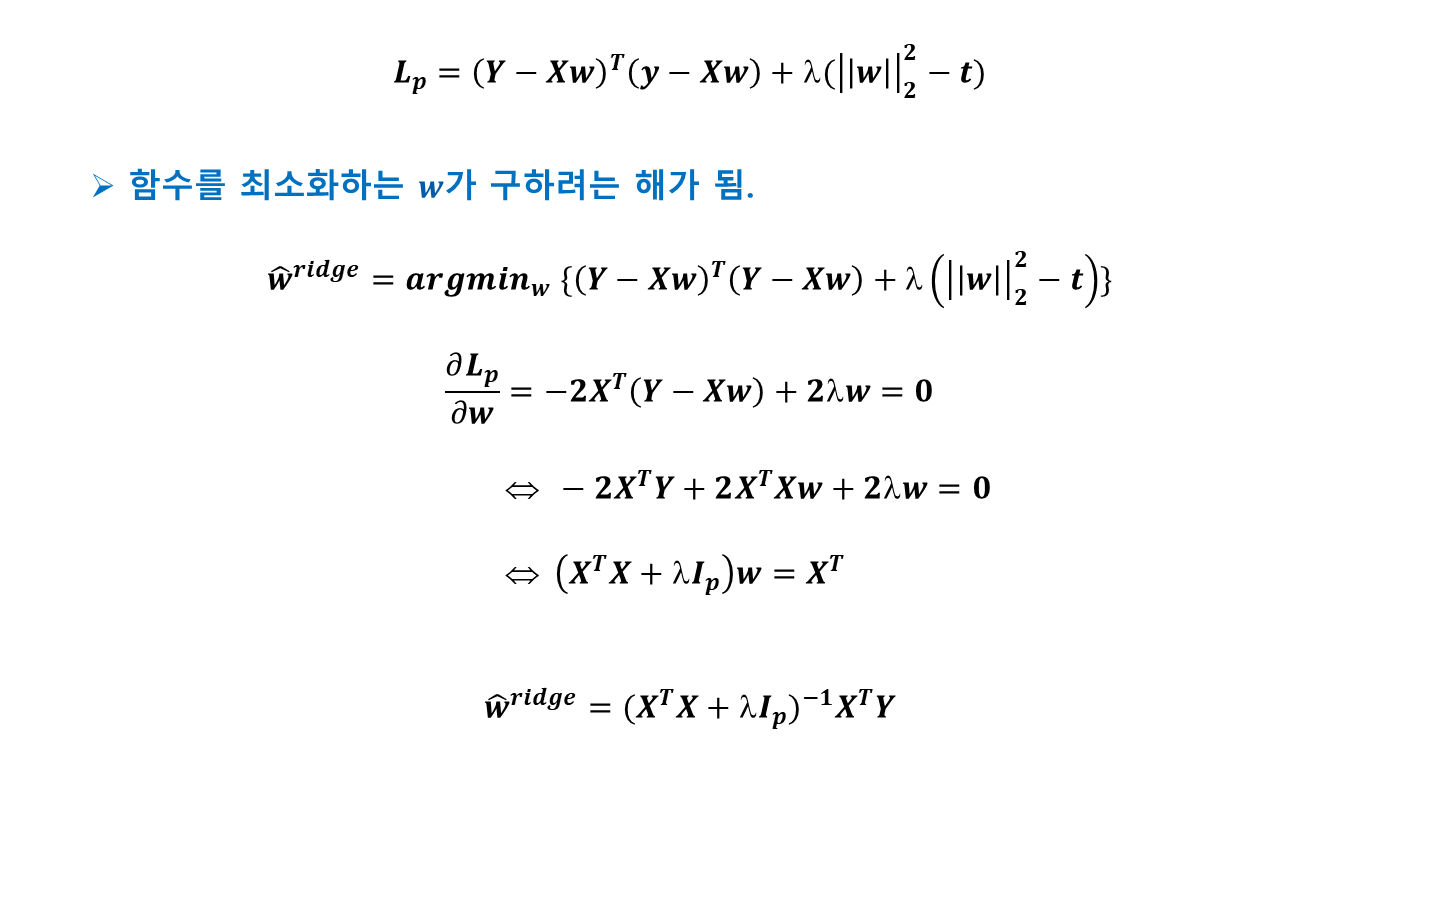 L_p = (Y − Xw)^T(y − Xw) + λ(||w||_2^2 − t)
➢ 함수를 최소화하는 w가 구하려는 해가 됨.
ŵ^{ridge} = argmin_w {(Y − Xw)^T(Y − Xw) + λ(||w||_2^2 − t)}
∂L_p/∂w = −2X^T(Y − Xw) + 2λw = 0
⇔ − 2X^TY + 2X^TXw + 2λw = 0
⇔ (X^TX + λI_p)w = X^T
ŵ^{ridge} = (X^TX + λI_p)^{−1}X^TY